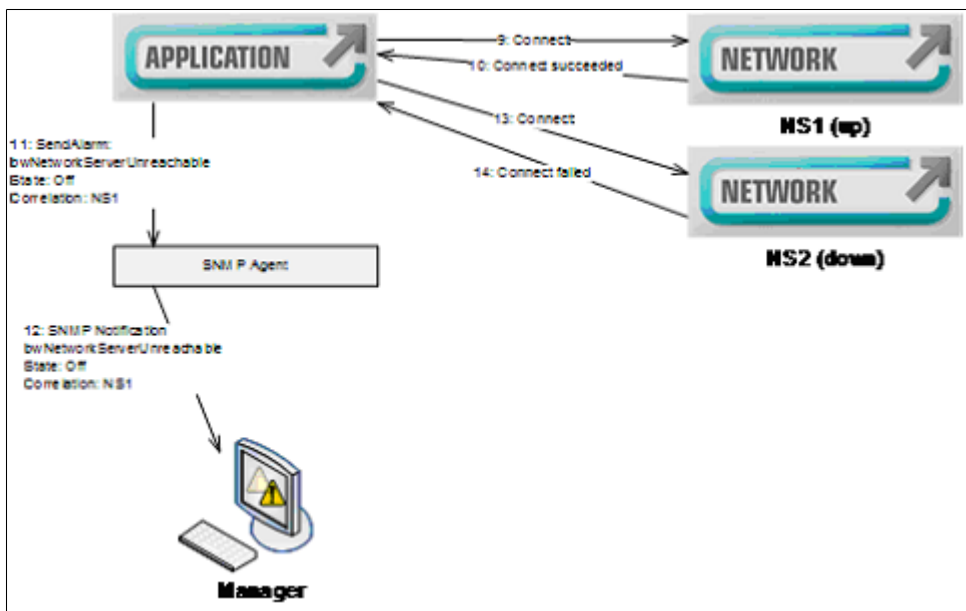 APPLICATION
9: Connect
10: Connect succeeded
NETWORK
NS1 (up)
13: Connect
14: Connect failed
NETWORK
NS2 (down)
11: SendAlarm:
bwNetworkServerUnreachable
State: Off
Correlation: NS1
SNMP Agent
12: SNMP Notification
bwNetworkServerUnreachable
State: Off
Correlation: NS1
Manager